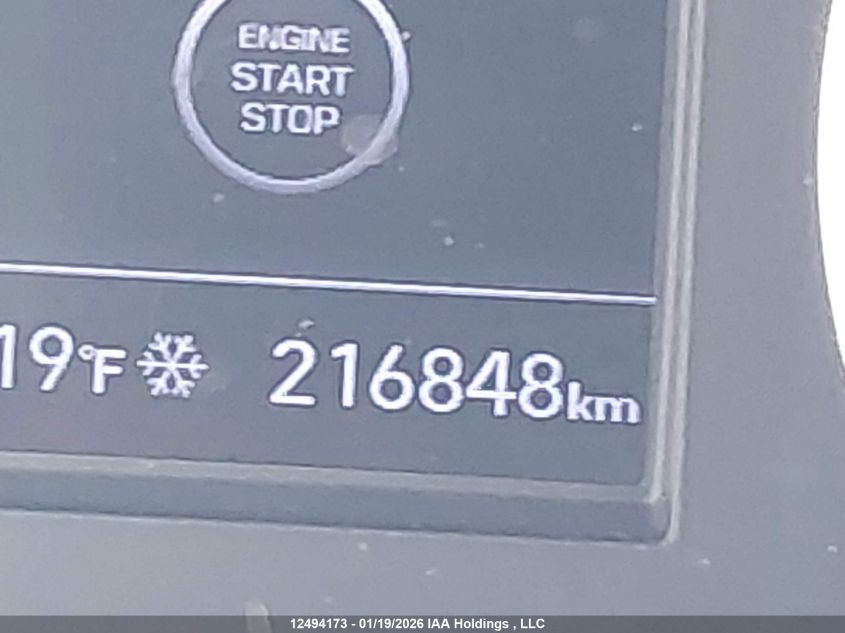 ENGINE
START
STOP
19°F 216848km
12494173 - 01/19/2026 IAA Holdings , LLC